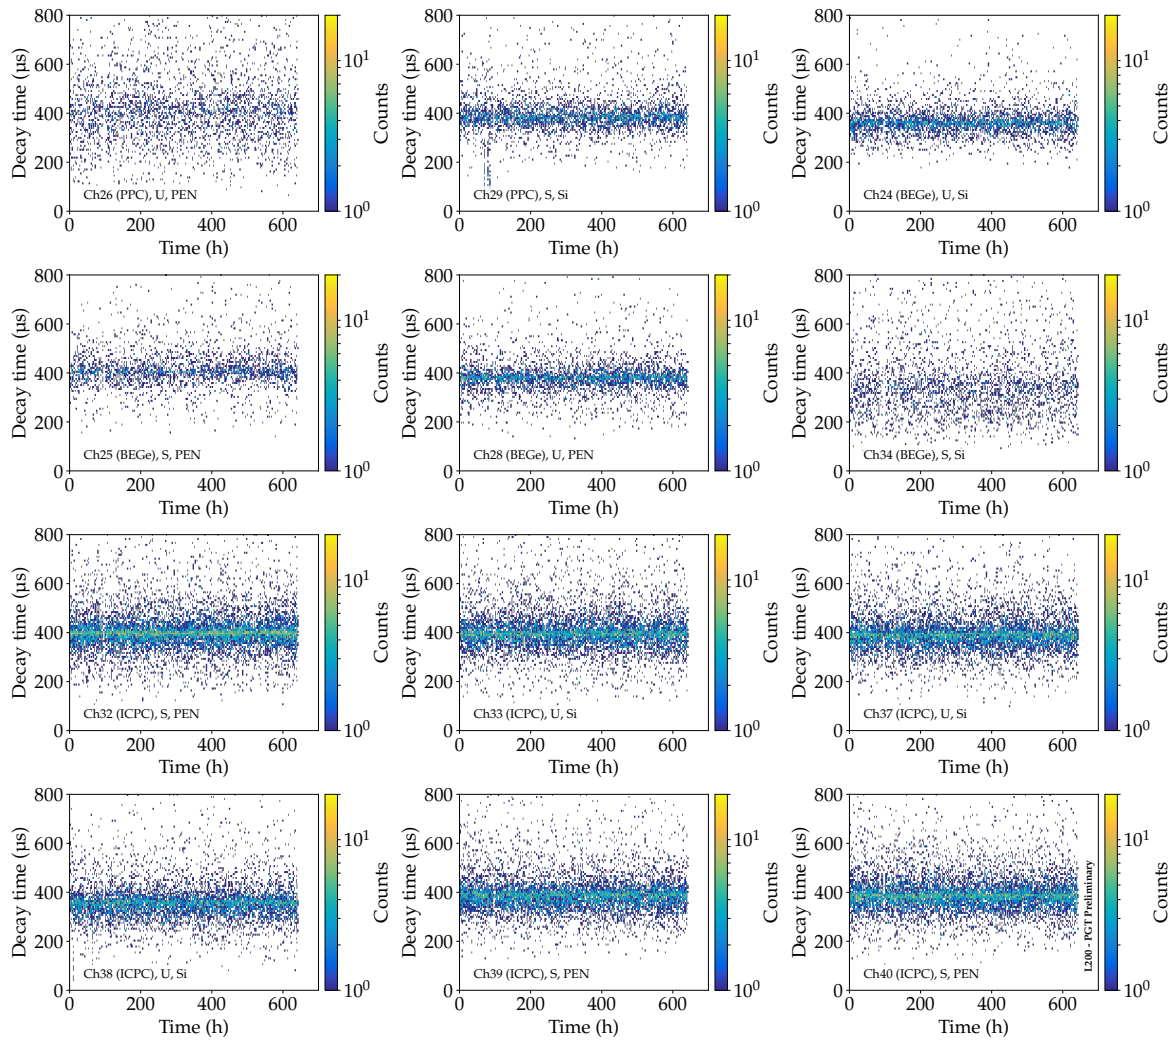 800
600
400
200
0
Decay time (µs)
Ch26 (PPC), U, PEN
0 200 400 600
Time (h)
10¹
10⁰
Counts
800
600
400
200
0
Decay time (µs)
Ch29 (PPC), S, Si
0 200 400 600
Time (h)
10¹
10⁰
Counts
800
600
400
200
0
Decay time (µs)
Ch24 (BEGe), U, Si
0 200 400 600
Time (h)
10¹
10⁰
Counts
800
600
400
200
0
Decay time (µs)
Ch25 (BEGe), S, PEN
0 200 400 600
Time (h)
10¹
10⁰
Counts
800
600
400
200
0
Decay time (µs)
Ch28 (BEGe), U, PEN
0 200 400 600
Time (h)
10¹
10⁰
Counts
800
600
400
200
0
Decay time (µs)
Ch34 (BEGe), S, Si
0 200 400 600
Time (h)
10¹
10⁰
Counts
800
600
400
200
0
Decay time (µs)
Ch32 (ICPC), S, PEN
0 200 400 600
Time (h)
10¹
10⁰
Counts
800
600
400
200
0
Decay time (µs)
Ch33 (ICPC), U, Si
0 200 400 600
Time (h)
10¹
10⁰
Counts
800
600
400
200
0
Decay time (µs)
Ch37 (ICPC), U, Si
0 200 400 600
Time (h)
10¹
10⁰
Counts
800
600
400
200
0
Decay time (µs)
Ch38 (ICPC), U, Si
0 200 400 600
Time (h)
10¹
10⁰
Counts
800
600
400
200
0
Decay time (µs)
Ch39 (ICPC), S, PEN
0 200 400 600
Time (h)
10¹
10⁰
Counts
800
600
400
200
0
Decay time (µs)
Ch40 (ICPC), S, PEN
L200 - PGT Preliminary
0 200 400 600
Time (h)
10¹
10⁰
Counts